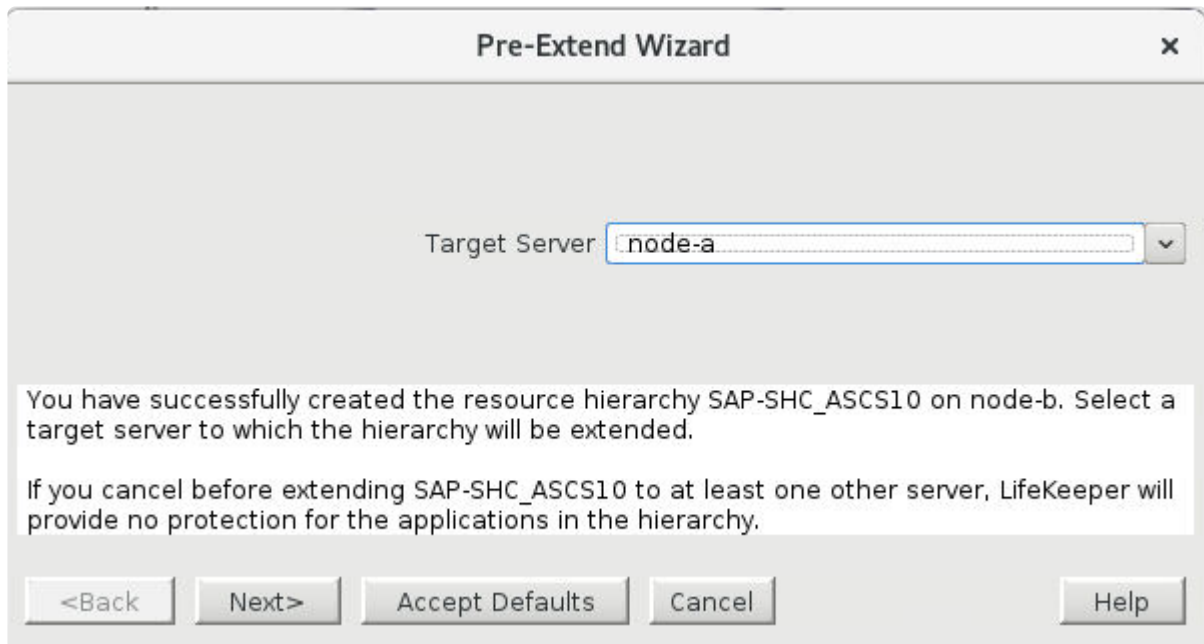 Pre-Extend Wizard
Target Server node-a
You have successfully created the resource hierarchy SAP-SHC_ASCS10 on node-b. Select a
target server to which the hierarchy will be extended.
If you cancel before extending SAP-SHC_ASCS10 to at least one other server, LifeKeeper will
provide no protection for the applications in the hierarchy.
<Back Next> Accept Defaults Cancel Help